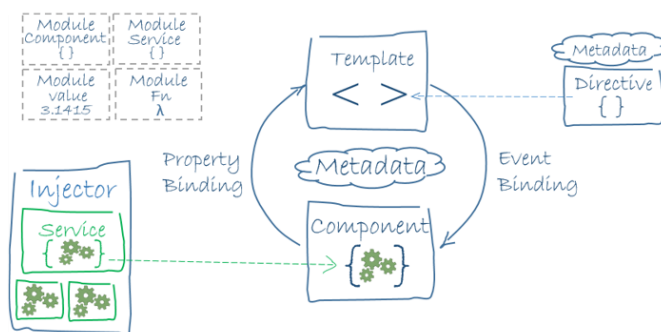 Module
Component
{ }
Module
Service
{ }
Module
value
3.1415
Module
Fn
λ
Template
< >
Metadata
Directive
{ }
Property
Binding
Metadata
Event
Binding
Injector
Service
{ }
Component
{ }